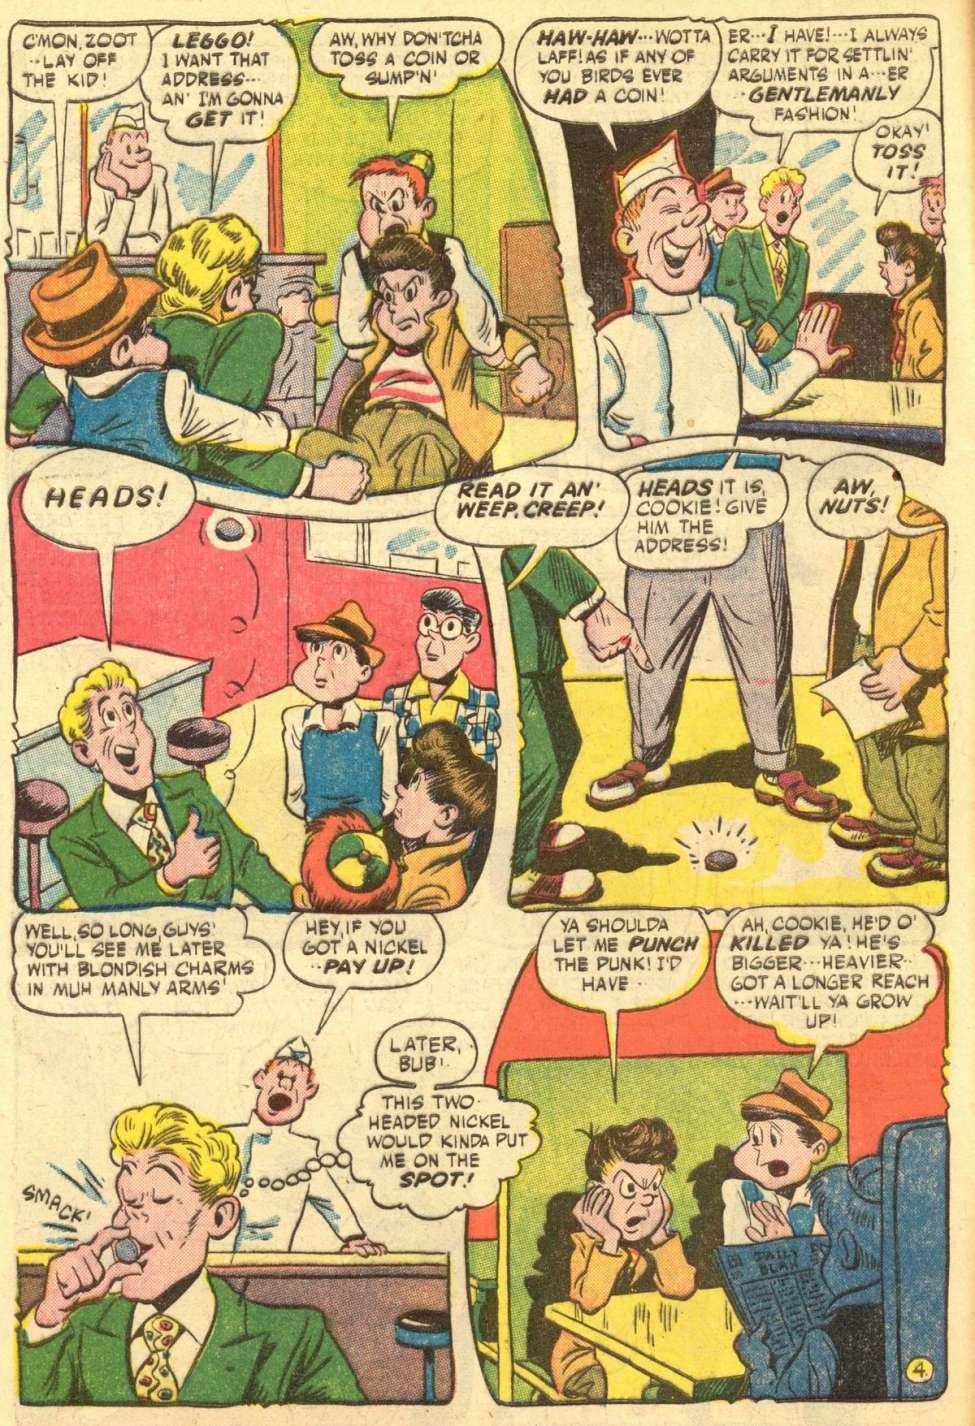 C'MON, ZOOT
··LAY OFF
THE KID!
LEGGO!
I WANT THAT
ADDRESS···
AN' I'M GONNA
GET IT!
AW, WHY DON'TCHA
TOSS A COIN OR
SUMP'N'!
HAW-HAW···WOTTA
LAFF! AS IF ANY OF
YOU BIRDS EVER
HAD A COIN!
ER···I HAVE!···I ALWAYS
CARRY IT FOR SETTLIN'
ARGUMENTS IN A···ER
··GENTLEMANLY
FASHION!
OKAY!
TOSS
IT!
HEADS!
READ IT AN'
WEEP, CREEP!
HEADS IT IS,
COOKIE! GIVE
HIM THE
ADDRESS!
AW,
NUTS!
WELL, SO LONG, GUYS!
YOU'LL SEE ME LATER
WITH BLONDISH CHARMS
IN MUH MANLY ARMS!
HEY, IF YOU
GOT A NICKEL
··PAY UP!
LATER,
BUB!
THIS TWO-
HEADED NICKEL
WOULD KINDA PUT
ME ON THE
SPOT!
SMACK!
YA SHOULDA
LET ME PUNCH
THE PUNK! I'D
HAVE··
AH, COOKIE, HE'D O'
KILLED YA! HE'S
BIGGER···HEAVIER··
GOT A LONGER REACH
···WAIT'LL YA GROW
UP!
DAILY
BLAH
4